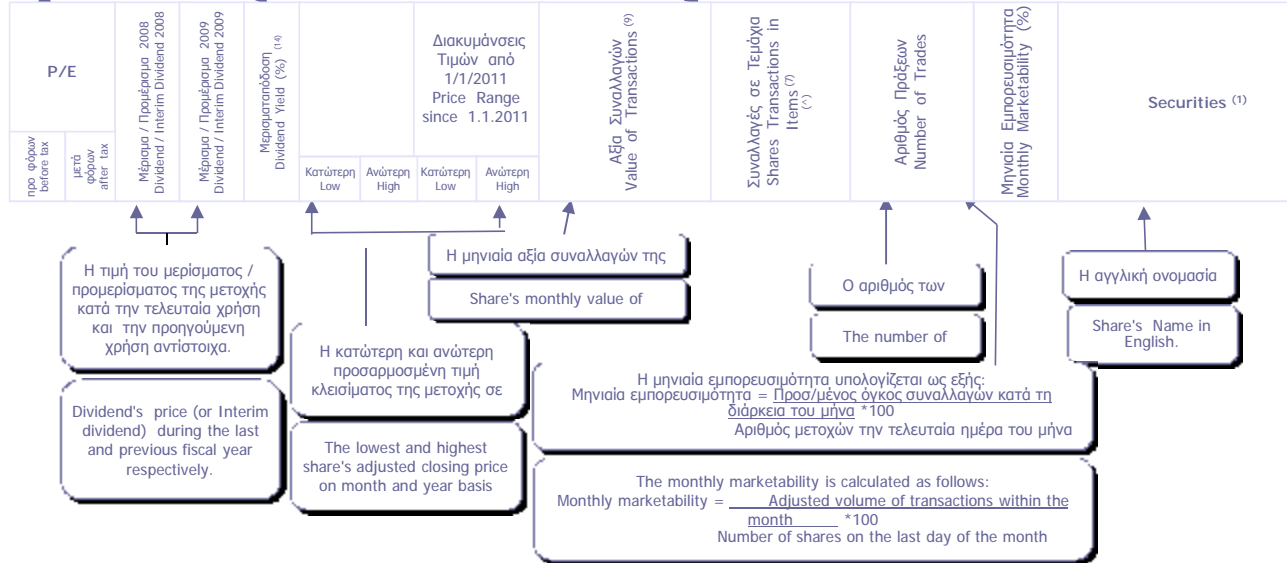 P/E
προ φόρων
before tax
μετά
φόρων
after tax
Μέρισμα / Προμέρισμα 2008
Dividend / Interim Dividend 2008
Μέρισμα / Προμέρισμα 2009
Dividend / Interim Dividend 2009
Μερισματαπόδοση
Dividend Yield (%) (14)
Διακυμάνσεις
Τιμών από
1/1/2011
Price Range
since 1.1.2011
Κατώτερη
Low
Ανώτερη
High
Κατώτερη
Low
Ανώτερη
High
Αξία Συναλλαγών
Value of Transactions (9)
Συναλλαγές σε Τεμάχια
Shares Transactions in
Items (7)
(^)
Αριθμός Πράξεων
Number of Trades
Μηνιαία Εμπορευσιμότητα
Monthly Marketability (%)
Securities (1)
Η τιμή του μερίσματος /
προμερίσματος της μετοχής
κατά την τελευταία χρήση
και την προηγούμενη
χρήση αντίστοιχα.
Dividend's price (or Interim
dividend) during the last
and previous fiscal year
respectively.
Η κατώτερη και ανώτερη
προσαρμοσμένη τιμή
κλεισίματος της μετοχής σε
The lowest and highest
share's adjusted closing price
on month and year basis
Η μηνιαία αξία συναλλαγών της
Share's monthly value of
Ο αριθμός των
The number of
Η αγγλική ονομασία
Share's Name in
English.
Η μηνιαία εμπορευσιμότητα υπολογίζεται ως εξής:
Μηνιαία εμπορευσιμότητα = Προσ/μένος όγκος συναλλαγών κατά τη
διάρκεια του μήνα *100
Αριθμός μετοχών την τελευταία ημέρα του μήνα
The monthly marketability is calculated as follows:
Monthly marketability = Adjusted volume of transactions within the
month *100
Number of shares on the last day of the month